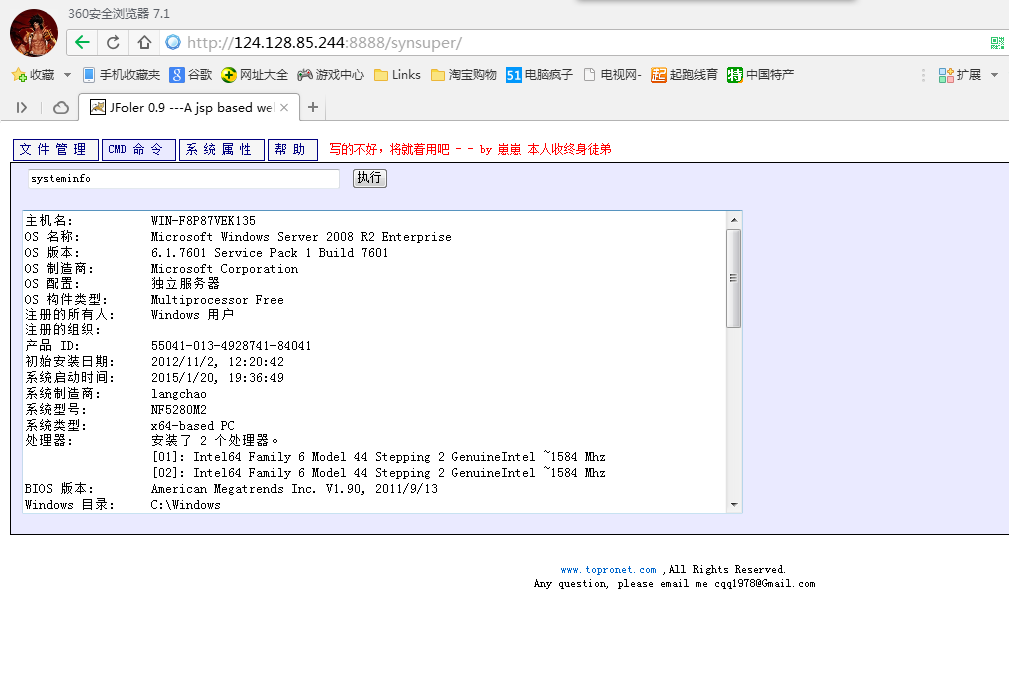 360安全浏览器 7.1
http://124.128.85.244:8888/synsuper/
收藏 手机收藏夹 谷歌 网址大全 游戏中心 Links 淘宝购物 51 电脑疯子 电视网- 起跑线育 特 中国特产 扩展
JFoler 0.9 ---A jsp based we
文件管理 CMD命令 系统属性 帮助 写的不好，将就着用吧 - - by 崽崽 本人收终身徒弟
systeminfo 执行
主机名: WIN-F8P87VEK135
OS 名称: Microsoft Windows Server 2008 R2 Enterprise
OS 版本: 6.1.7601 Service Pack 1 Build 7601
OS 制造商: Microsoft Corporation
OS 配置: 独立服务器
OS 构件类型: Multiprocessor Free
注册的所有人: Windows 用户
注册的组织:
产品 ID: 55041-013-4928741-84041
初始安装日期: 2012/11/2, 12:20:42
系统启动时间: 2015/1/20, 19:36:49
系统制造商: langchao
系统型号: NF5280M2
系统类型: x64-based PC
处理器: 安装了 2 个处理器。
[01]: Intel64 Family 6 Model 44 Stepping 2 GenuineIntel ~1584 Mhz
[02]: Intel64 Family 6 Model 44 Stepping 2 GenuineIntel ~1584 Mhz
BIOS 版本: American Megatrends Inc. V1.90, 2011/9/13
Windows 目录: C:\Windows
www.topronet.com ,All Rights Reserved.
Any question, please email me cqq1978@Gmail.com